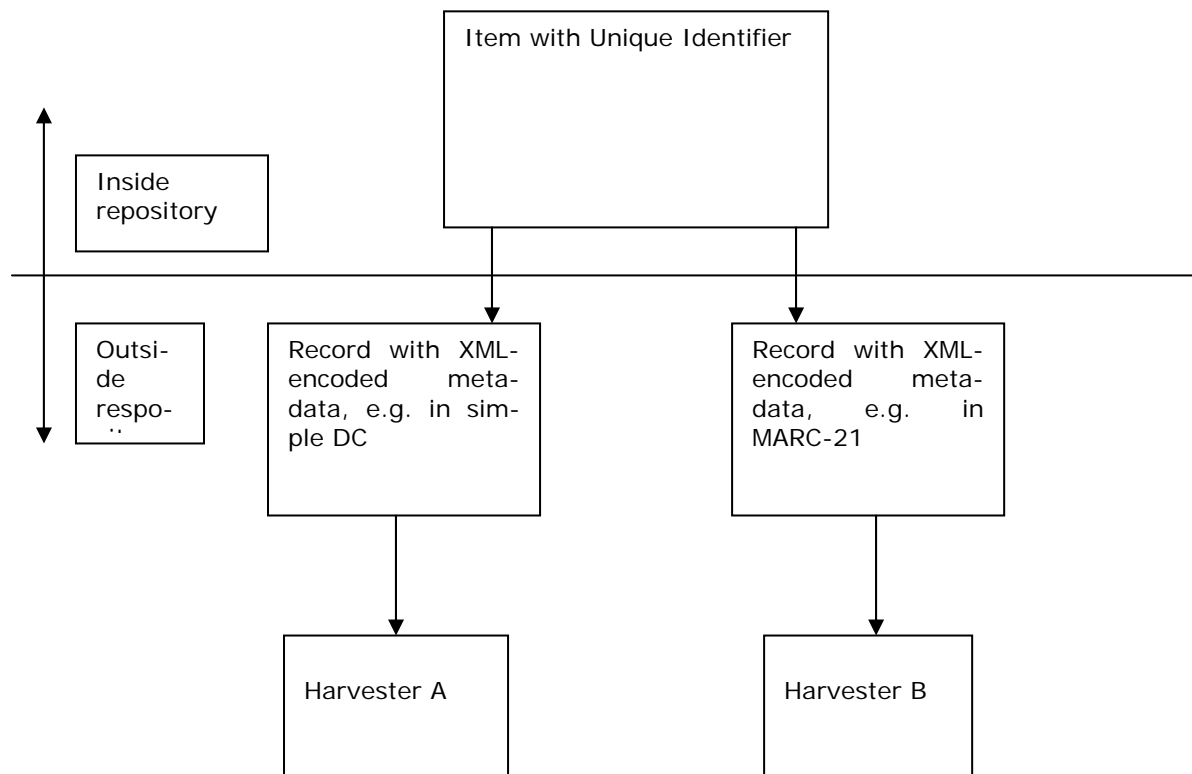 Item with Unique Identifier
Inside
repository
Outsi-
de
respo-
Record with XML-
encoded meta-
data, e.g. in sim-
ple DC
Record with XML-
encoded meta-
data, e.g. in
MARC-21
Harvester A
Harvester B